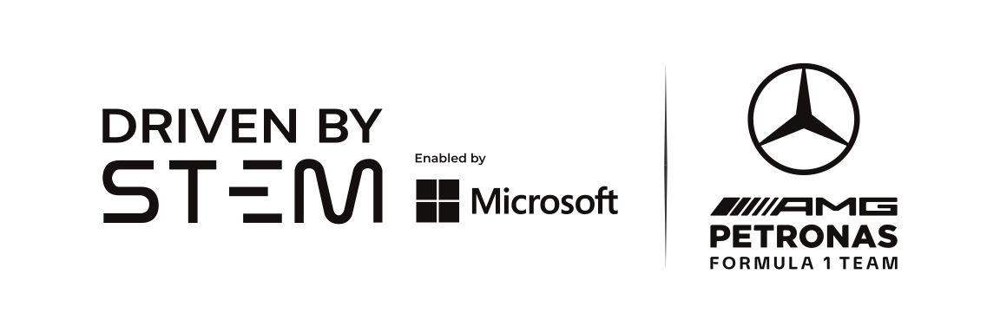 DRIVEN BY
STEM
Enabled by
Microsoft
AMG
PETRONAS
FORMULA 1 TEAM